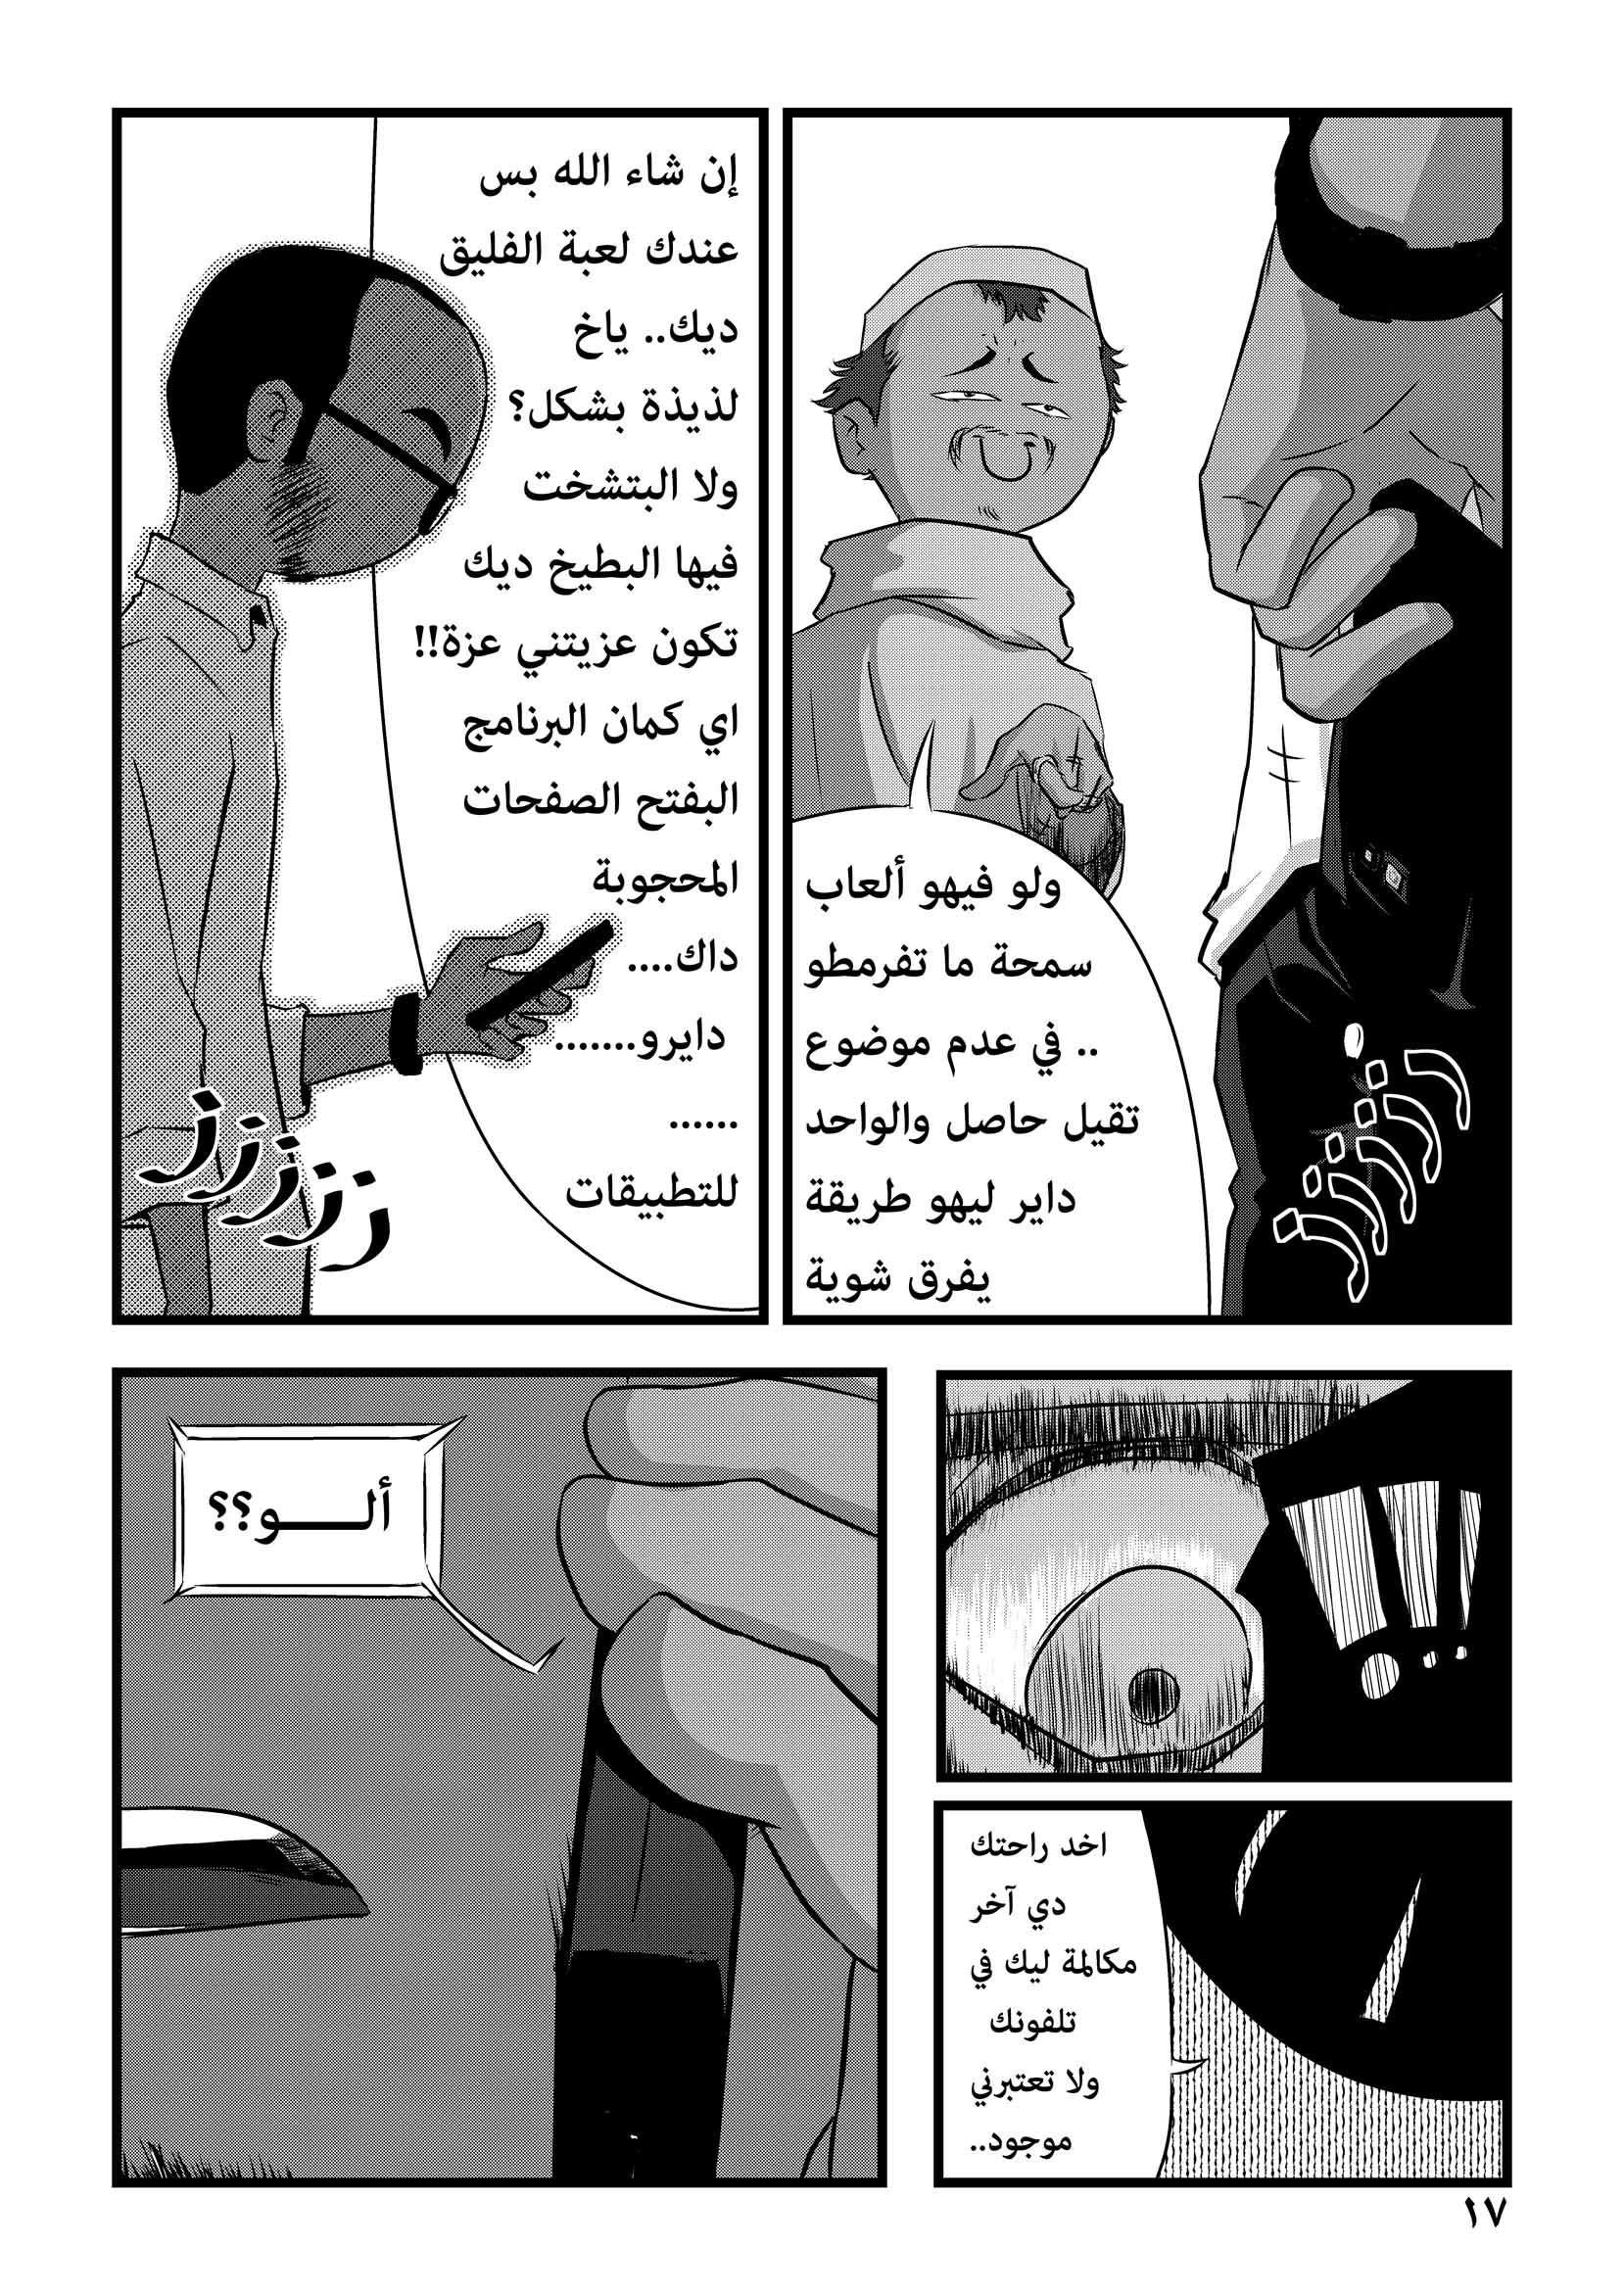 ولو فيهو ألعاب
سمحة ما تفرمطو
.. في عدم موضوع
تقيل حاصل والواحد
داير ليهو طريقة
يفرق شوية
زززز
إن شاء الله بس
عندك لعبة الفليق
ديك.. ياخ
لذيذة بشكل؟
ولا البتشخت
فيها البطيخ ديك
تكون عزيتني عزة!!
اي كمان البرنامج
البفتح الصفحات
المحجوبة
داك....
دايرو.......
......
للتطبيقات
ززززز
!!!
اخد راحتك
دي آخر
مكالمة ليك في
تلفونك
ولا تعتبرني
موجود..
ألـــــو؟؟
١٧